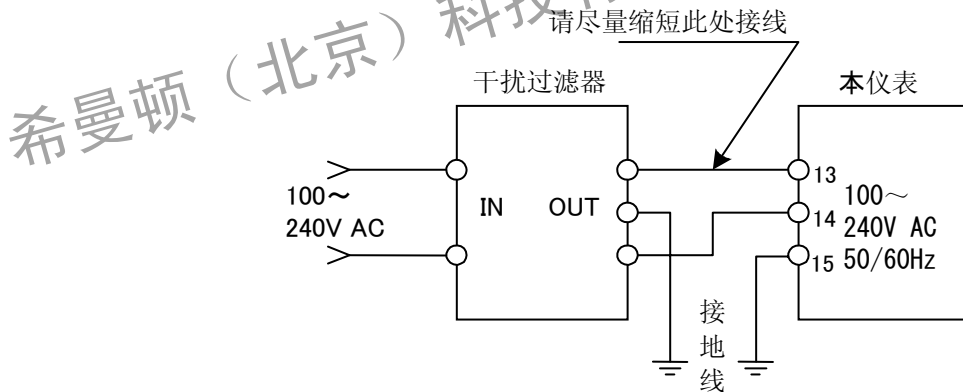 希曼顿（北京）科技
请尽量缩短此处接线
干扰过滤器
本仪表
100～
240V AC
IN
OUT
13
14
15
100～
240V AC
50/60Hz
接
地
线